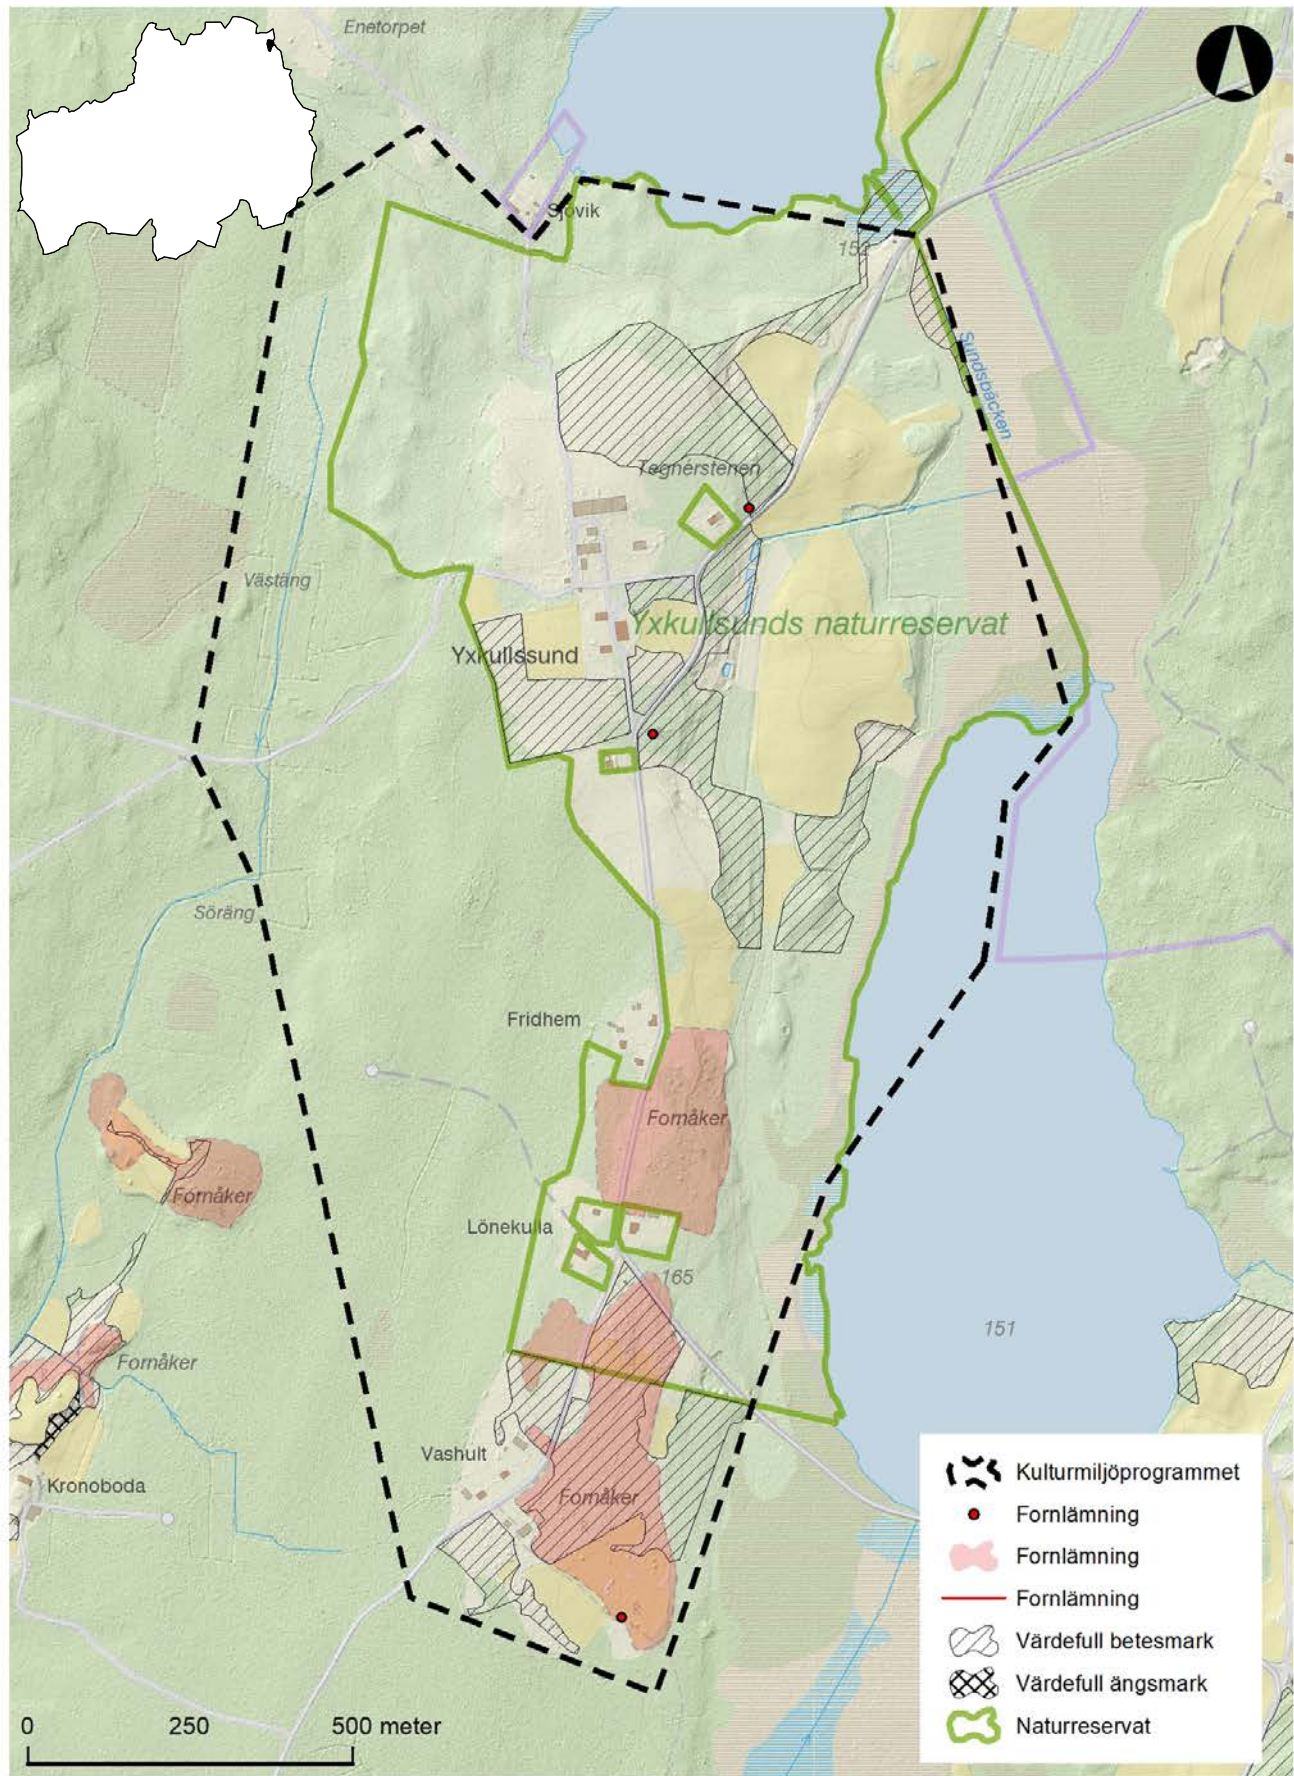 Enetorpet
Sjövik
152
Sundsbäcken
Tegnérstenen
Västäng
Yxkullsunds naturreservat
Yxkullssund
Söräng
Fridhem
Fornåker
Fornåker
Lönekulla
165
151
Fornåker
Vashult
Kronoboda
Fornåker
Kulturmiljöprogrammet
Fornlämning
Fornlämning
Fornlämning
Värdefull betesmark
Värdefull ängsmark
Naturreservat
0 250 500 meter